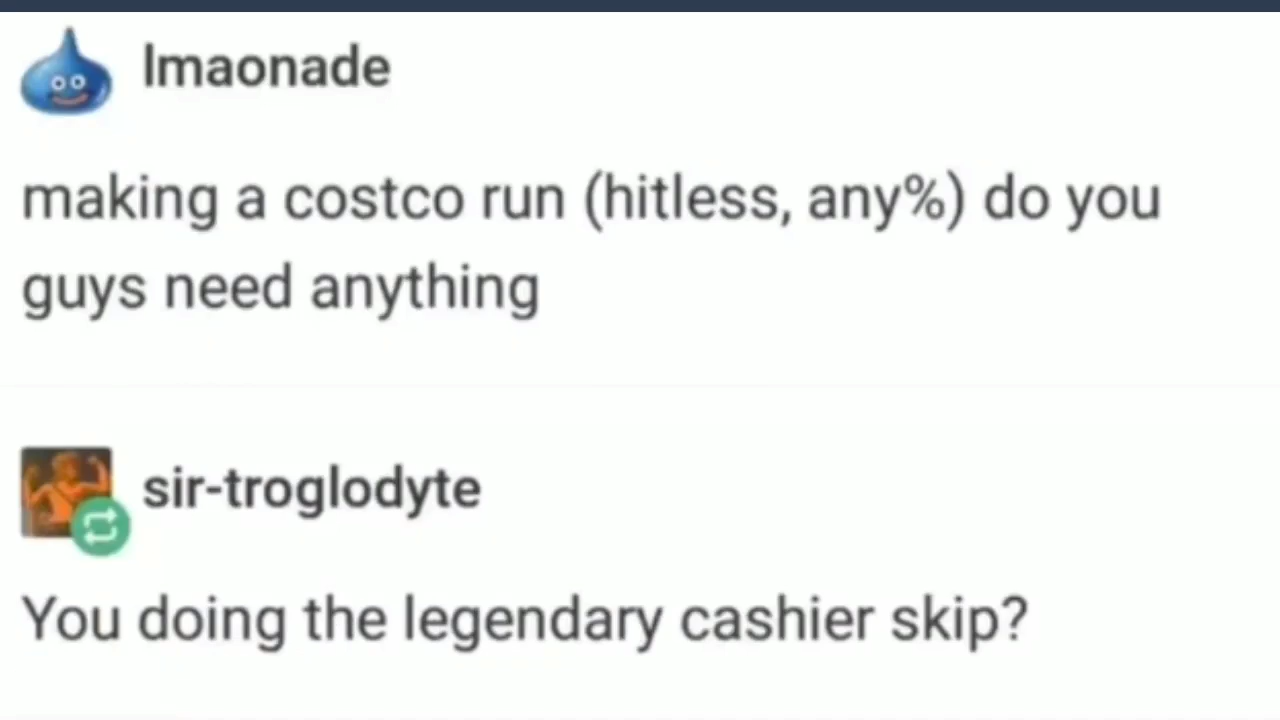 lmaonade
making a costco run (hitless, any%) do you
guys need anything
sir-troglodyte
You doing the legendary cashier skip?